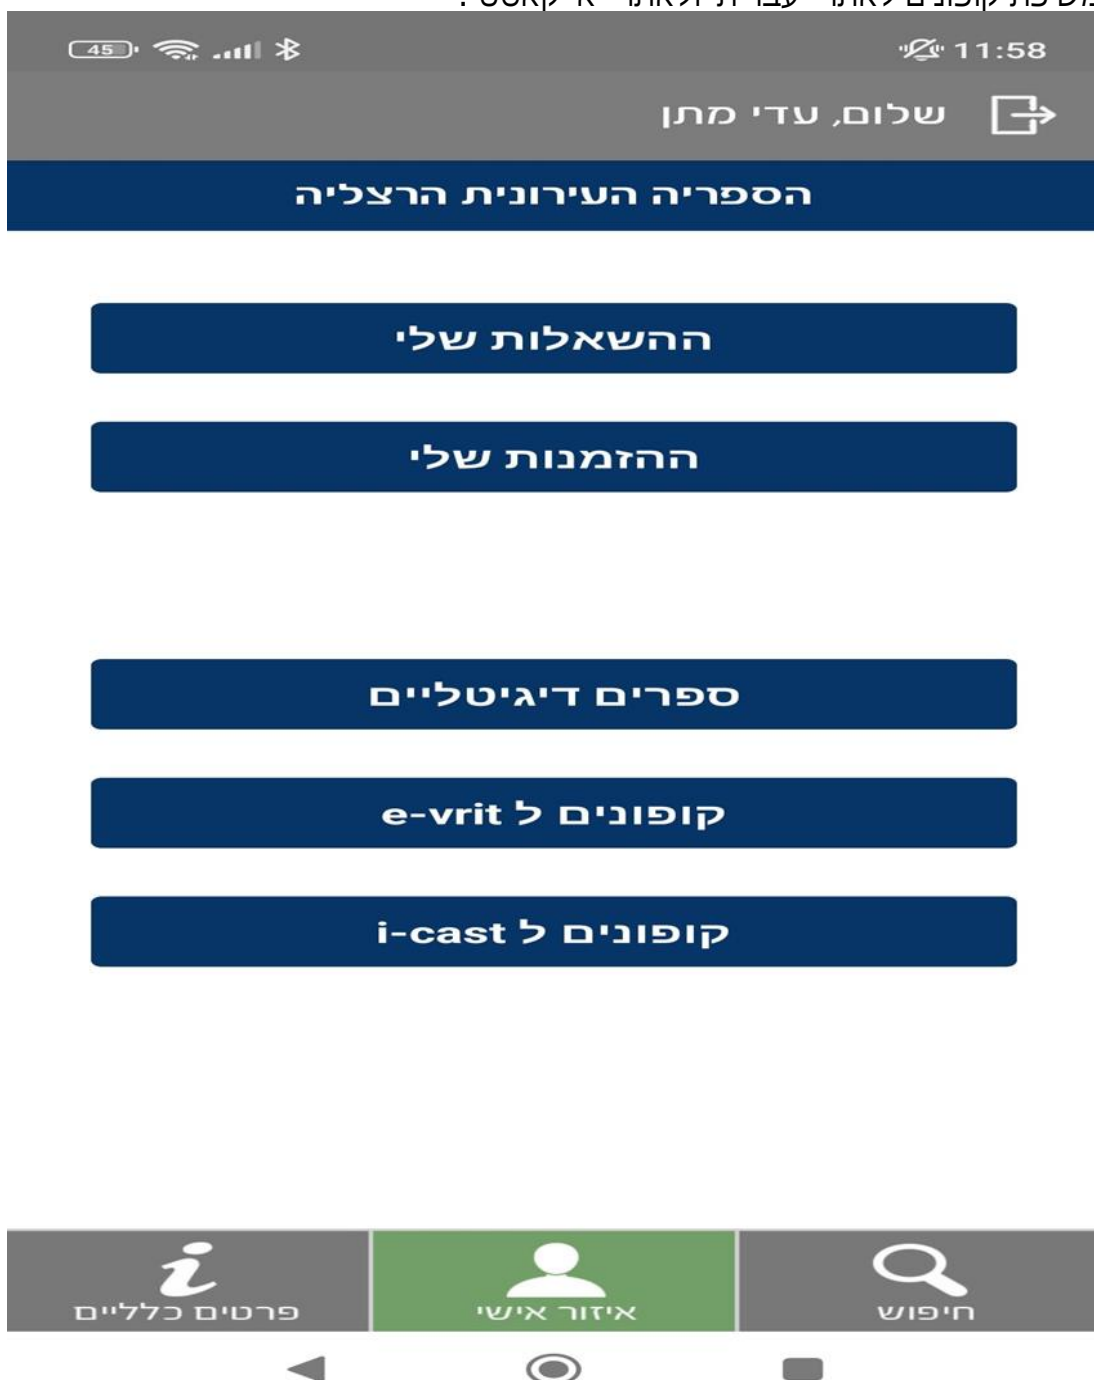 45 11:58
שלום, עדי מתן
הספריה העירונית הרצליה
ההשאלות שלי
ההזמנות שלי
ספרים דיגיטליים
קופונים ל e-vrit
קופונים ל i-cast
חיפוש
איזור אישי
פרטים כלליים